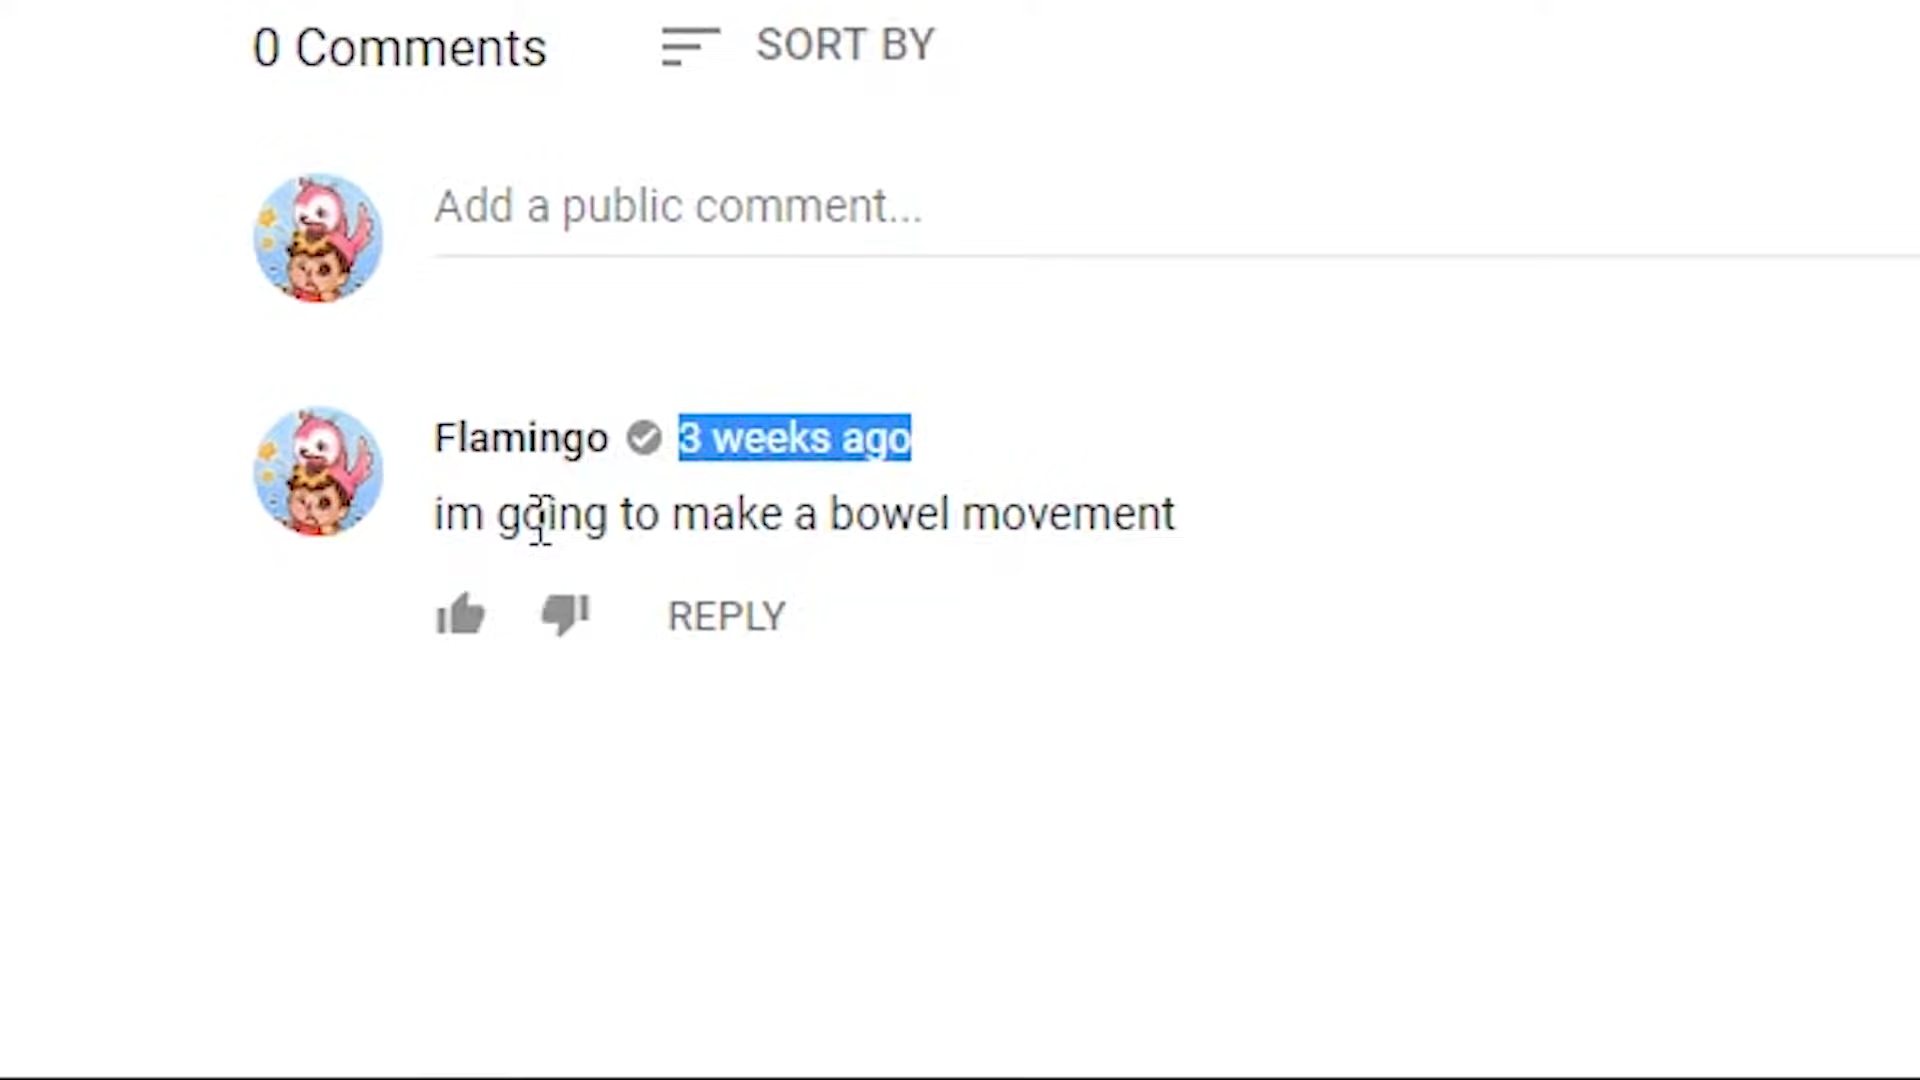 0 Comments SORT BY
Add a public comment...
Flamingo 3 weeks ago
im going to make a bowel movement
REPLY